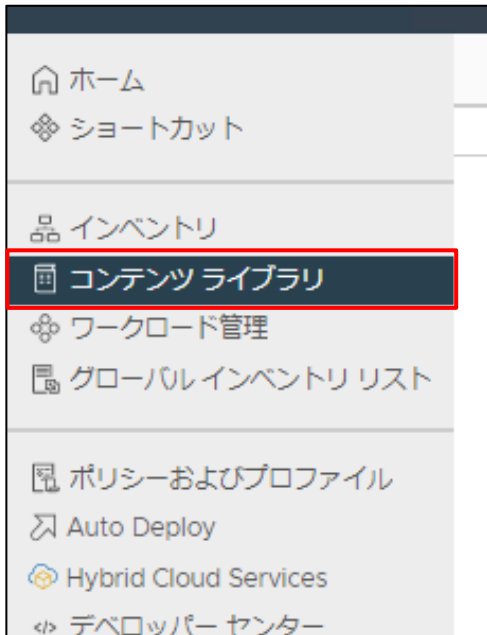 ホーム
ショートカット
インベントリ
コンテンツ ライブラリ
ワークロード管理
グローバル インベントリ リスト
ポリシーおよびプロファイル
Auto Deploy
Hybrid Cloud Services
デベロッパー センター